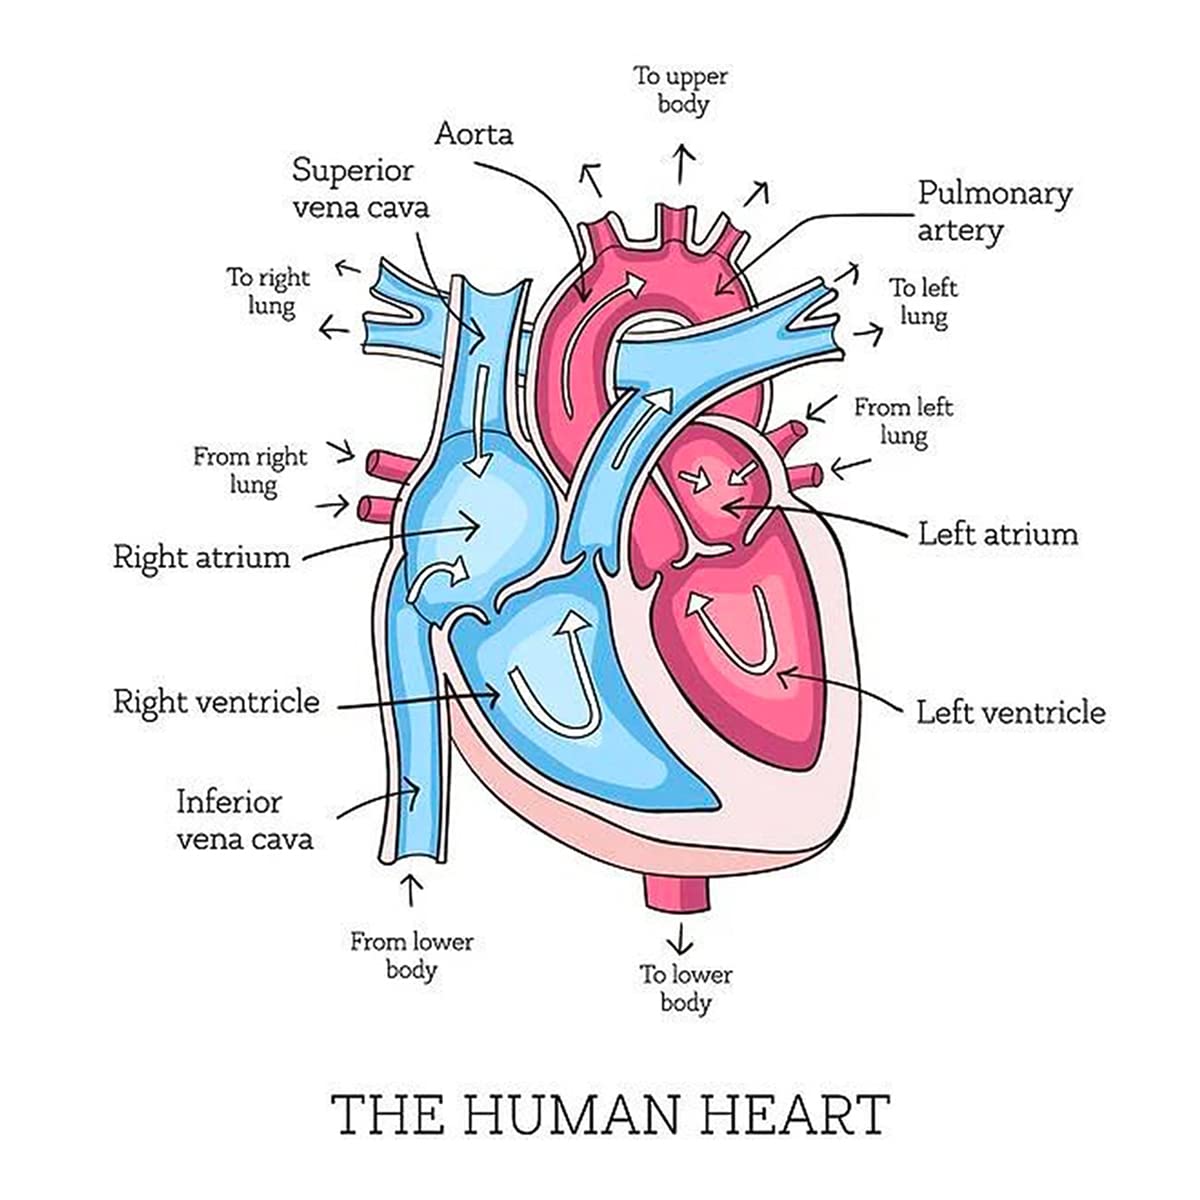 To upper
body
Aorta
Superior
vena cava
Pulmonary
artery
To right
lung
To left
lung
From left
lung
From right
lung
Right atrium
Left atrium
Right ventricle
Left ventricle
Inferior
vena cava
From lower
body
To lower
body
THE HUMAN HEART